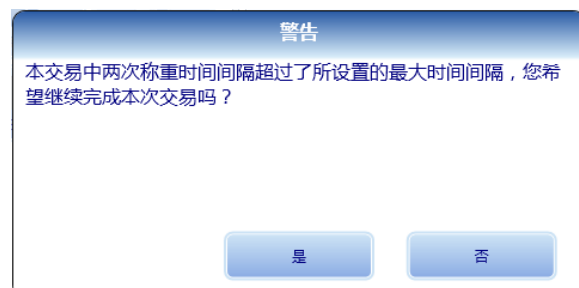 警告
本交易中两次称重时间间隔超过了所设置的最大时间间隔，您希
望继续完成本次交易吗？
是
否